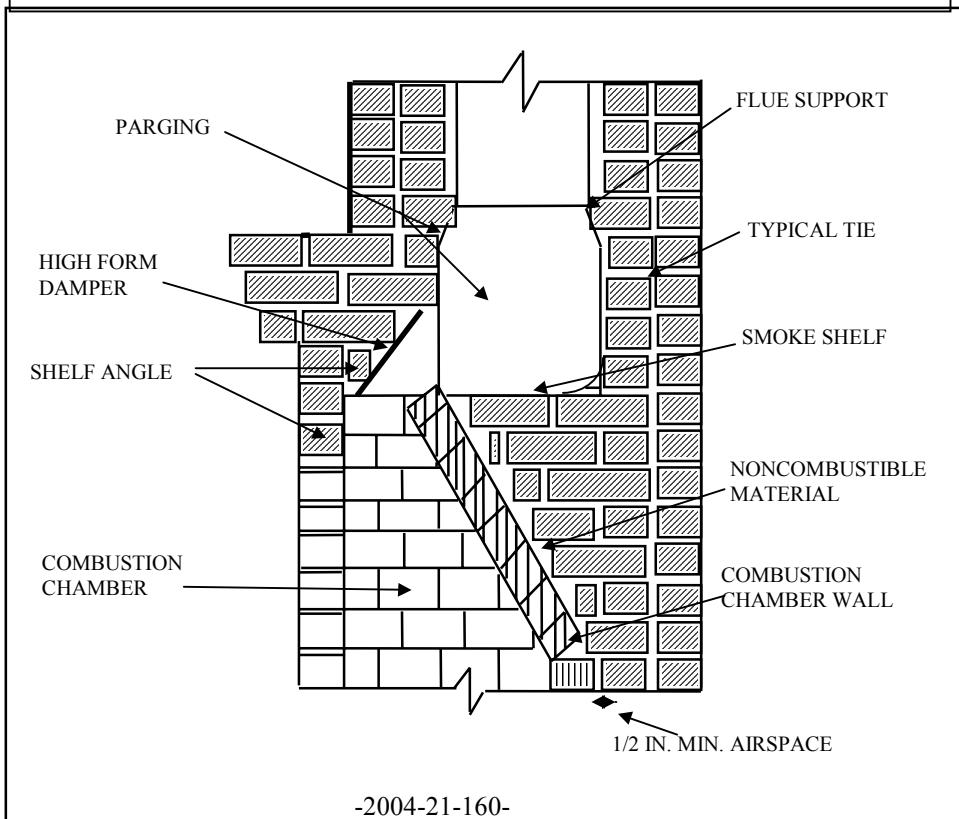 FLUE SUPPORT
PARGING
TYPICAL TIE
HIGH FORM
DAMPER
SMOKE SHELF
SHELF ANGLE
NONCOMBUSTIBLE
MATERIAL
COMBUSTION
CHAMBER
COMBUSTION
CHAMBER WALL
1/2 IN. MIN. AIRSPACE
-2004-21-160-